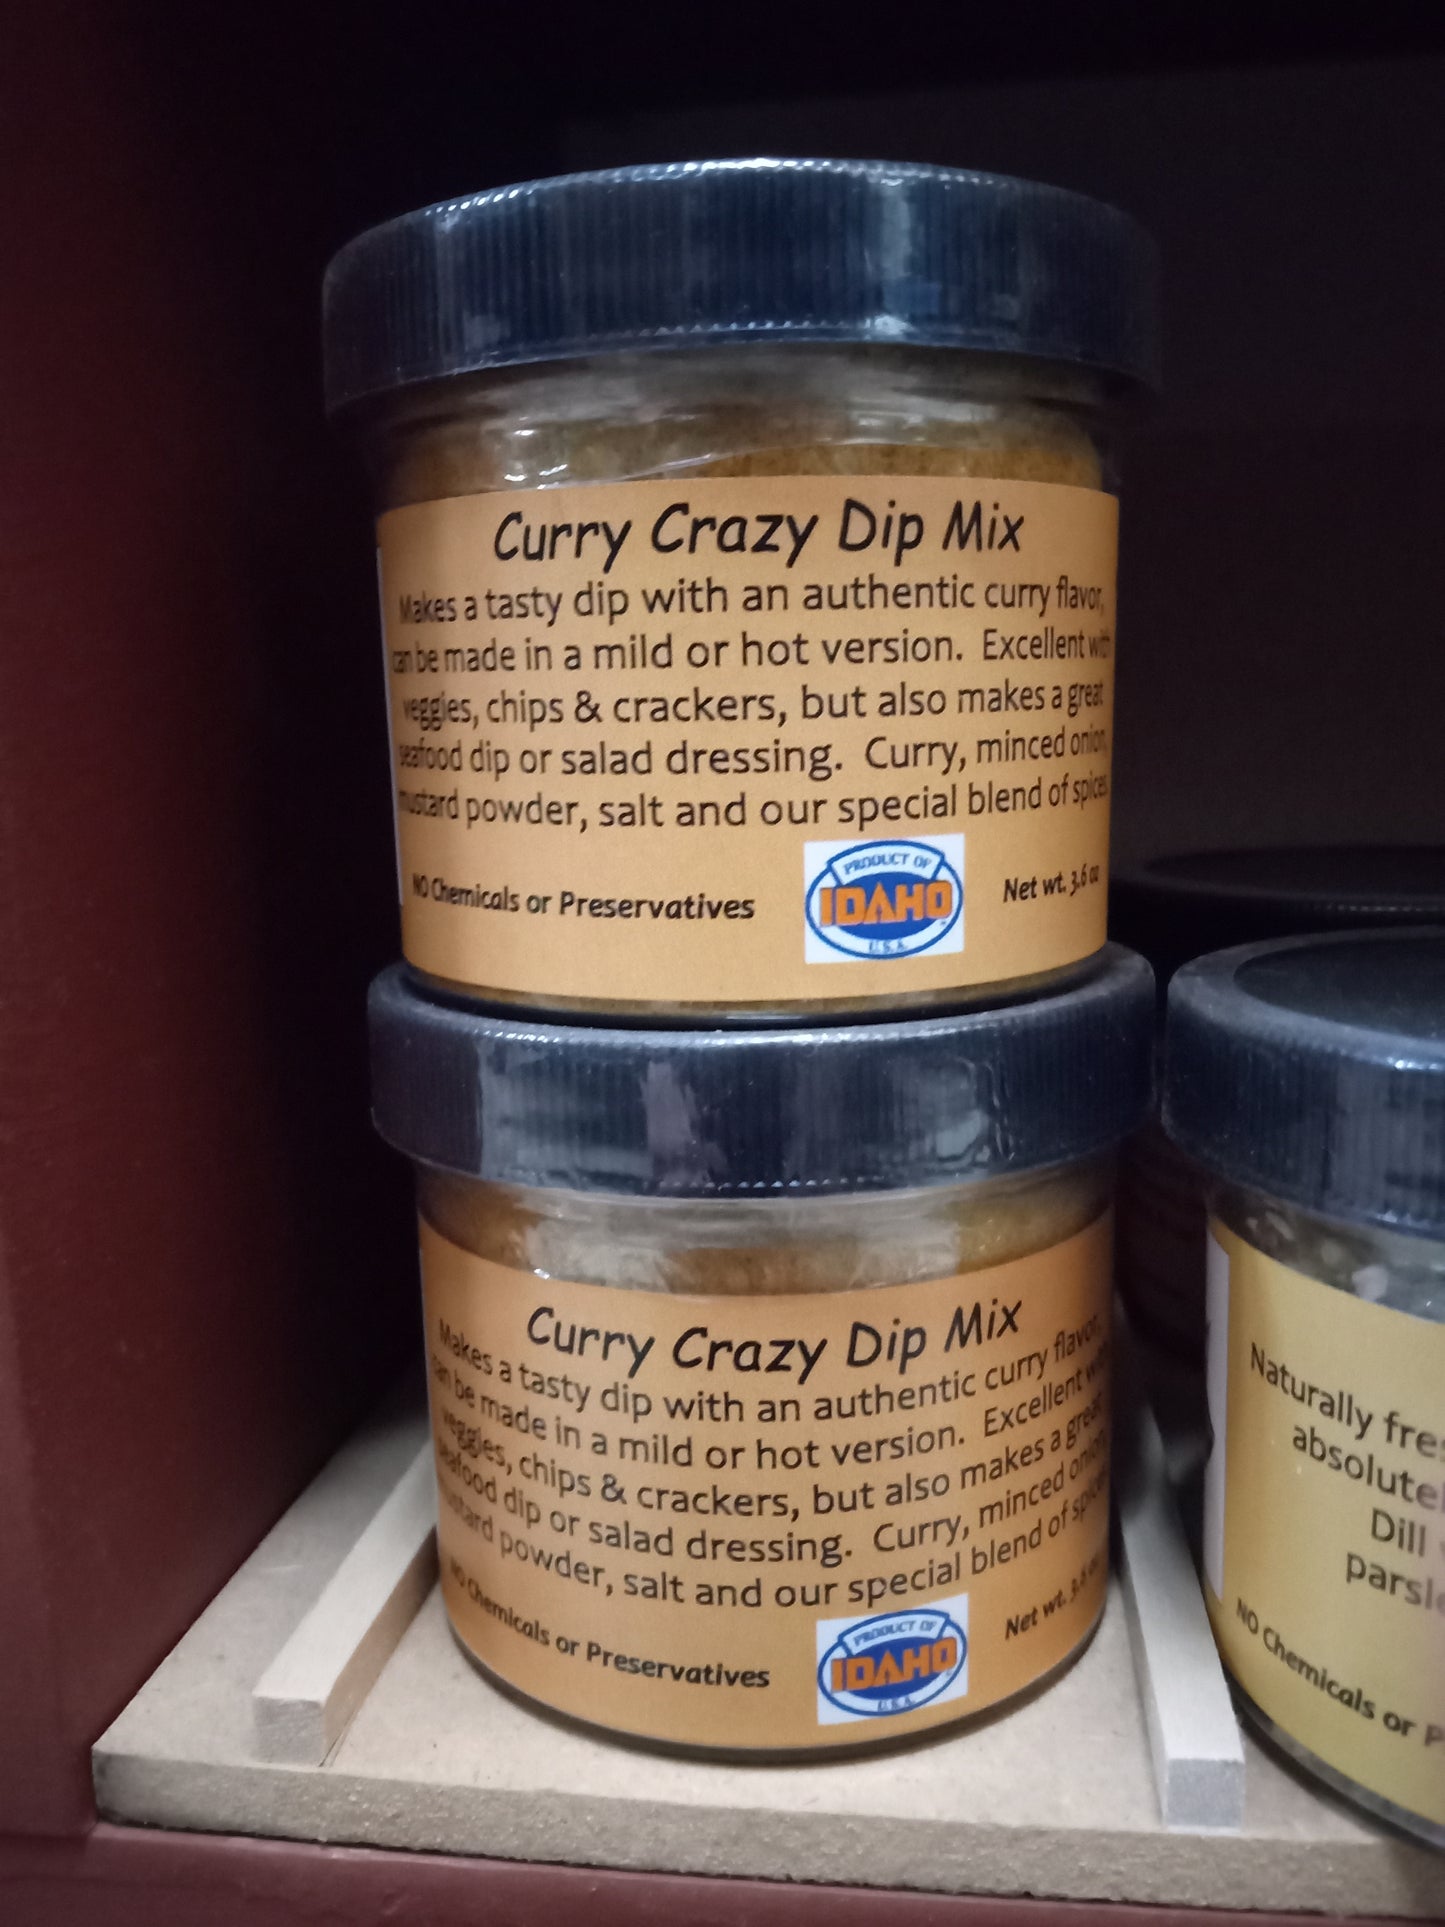 Curry Crazy Dip Mix
Makes a tasty dip with an authentic curry flavor,
can be made in a mild or hot version. Excellent with
veggies, chips & crackers, but also makes a great
seafood dip or salad dressing. Curry, minced onion,
mustard powder, salt and our special blend of spices.
NO Chemicals or Preservatives
PRODUCT OF
IDAHO
U.S.A.
Net wt. 3.6 oz
Curry Crazy Dip Mix
Makes a tasty dip with an authentic curry flavor,
can be made in a mild or hot version. Excellent with
veggies, chips & crackers, but also makes a great
seafood dip or salad dressing. Curry, minced onion,
mustard powder, salt and our special blend of spices
NO Chemicals or Preservatives
PRODUCT OF
IDAHO
U.S.A.
Net wt. 3.6 oz
Naturally
Dill
NO Chemicals or